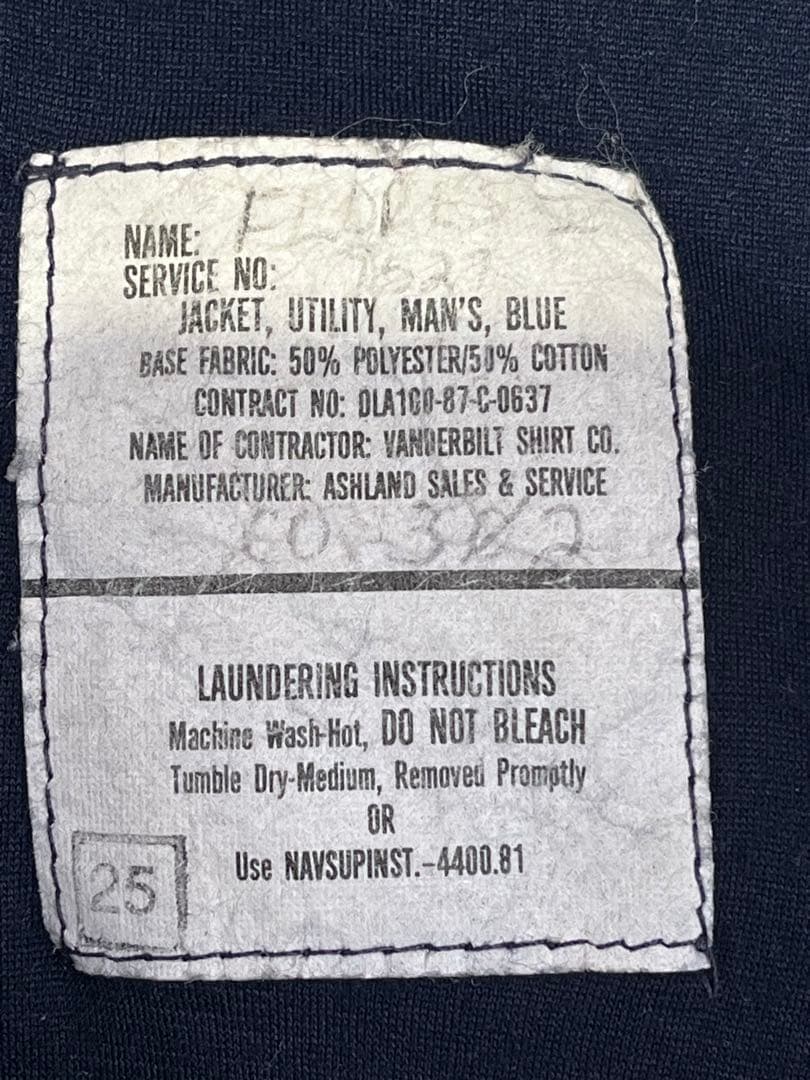 NAME:
SERVICE NO:
JACKET, UTILITY, MAN'S, BLUE
BASE FABRIC: 50% POLYESTER/50% COTTON
CONTRACT NO: DLA100-87-C-0637
NAME OF CONTRACTOR: VANDERBILT SHIRT CO.
MANUFACTURER: ASHLAND SALES & SERVICE
LAUNDERING INSTRUCTIONS
Machine Wash-Hot, DO NOT BLEACH
Tumble Dry-Medium, Removed Promptly
OR
Use NAVSUPINST.-4400.81
25